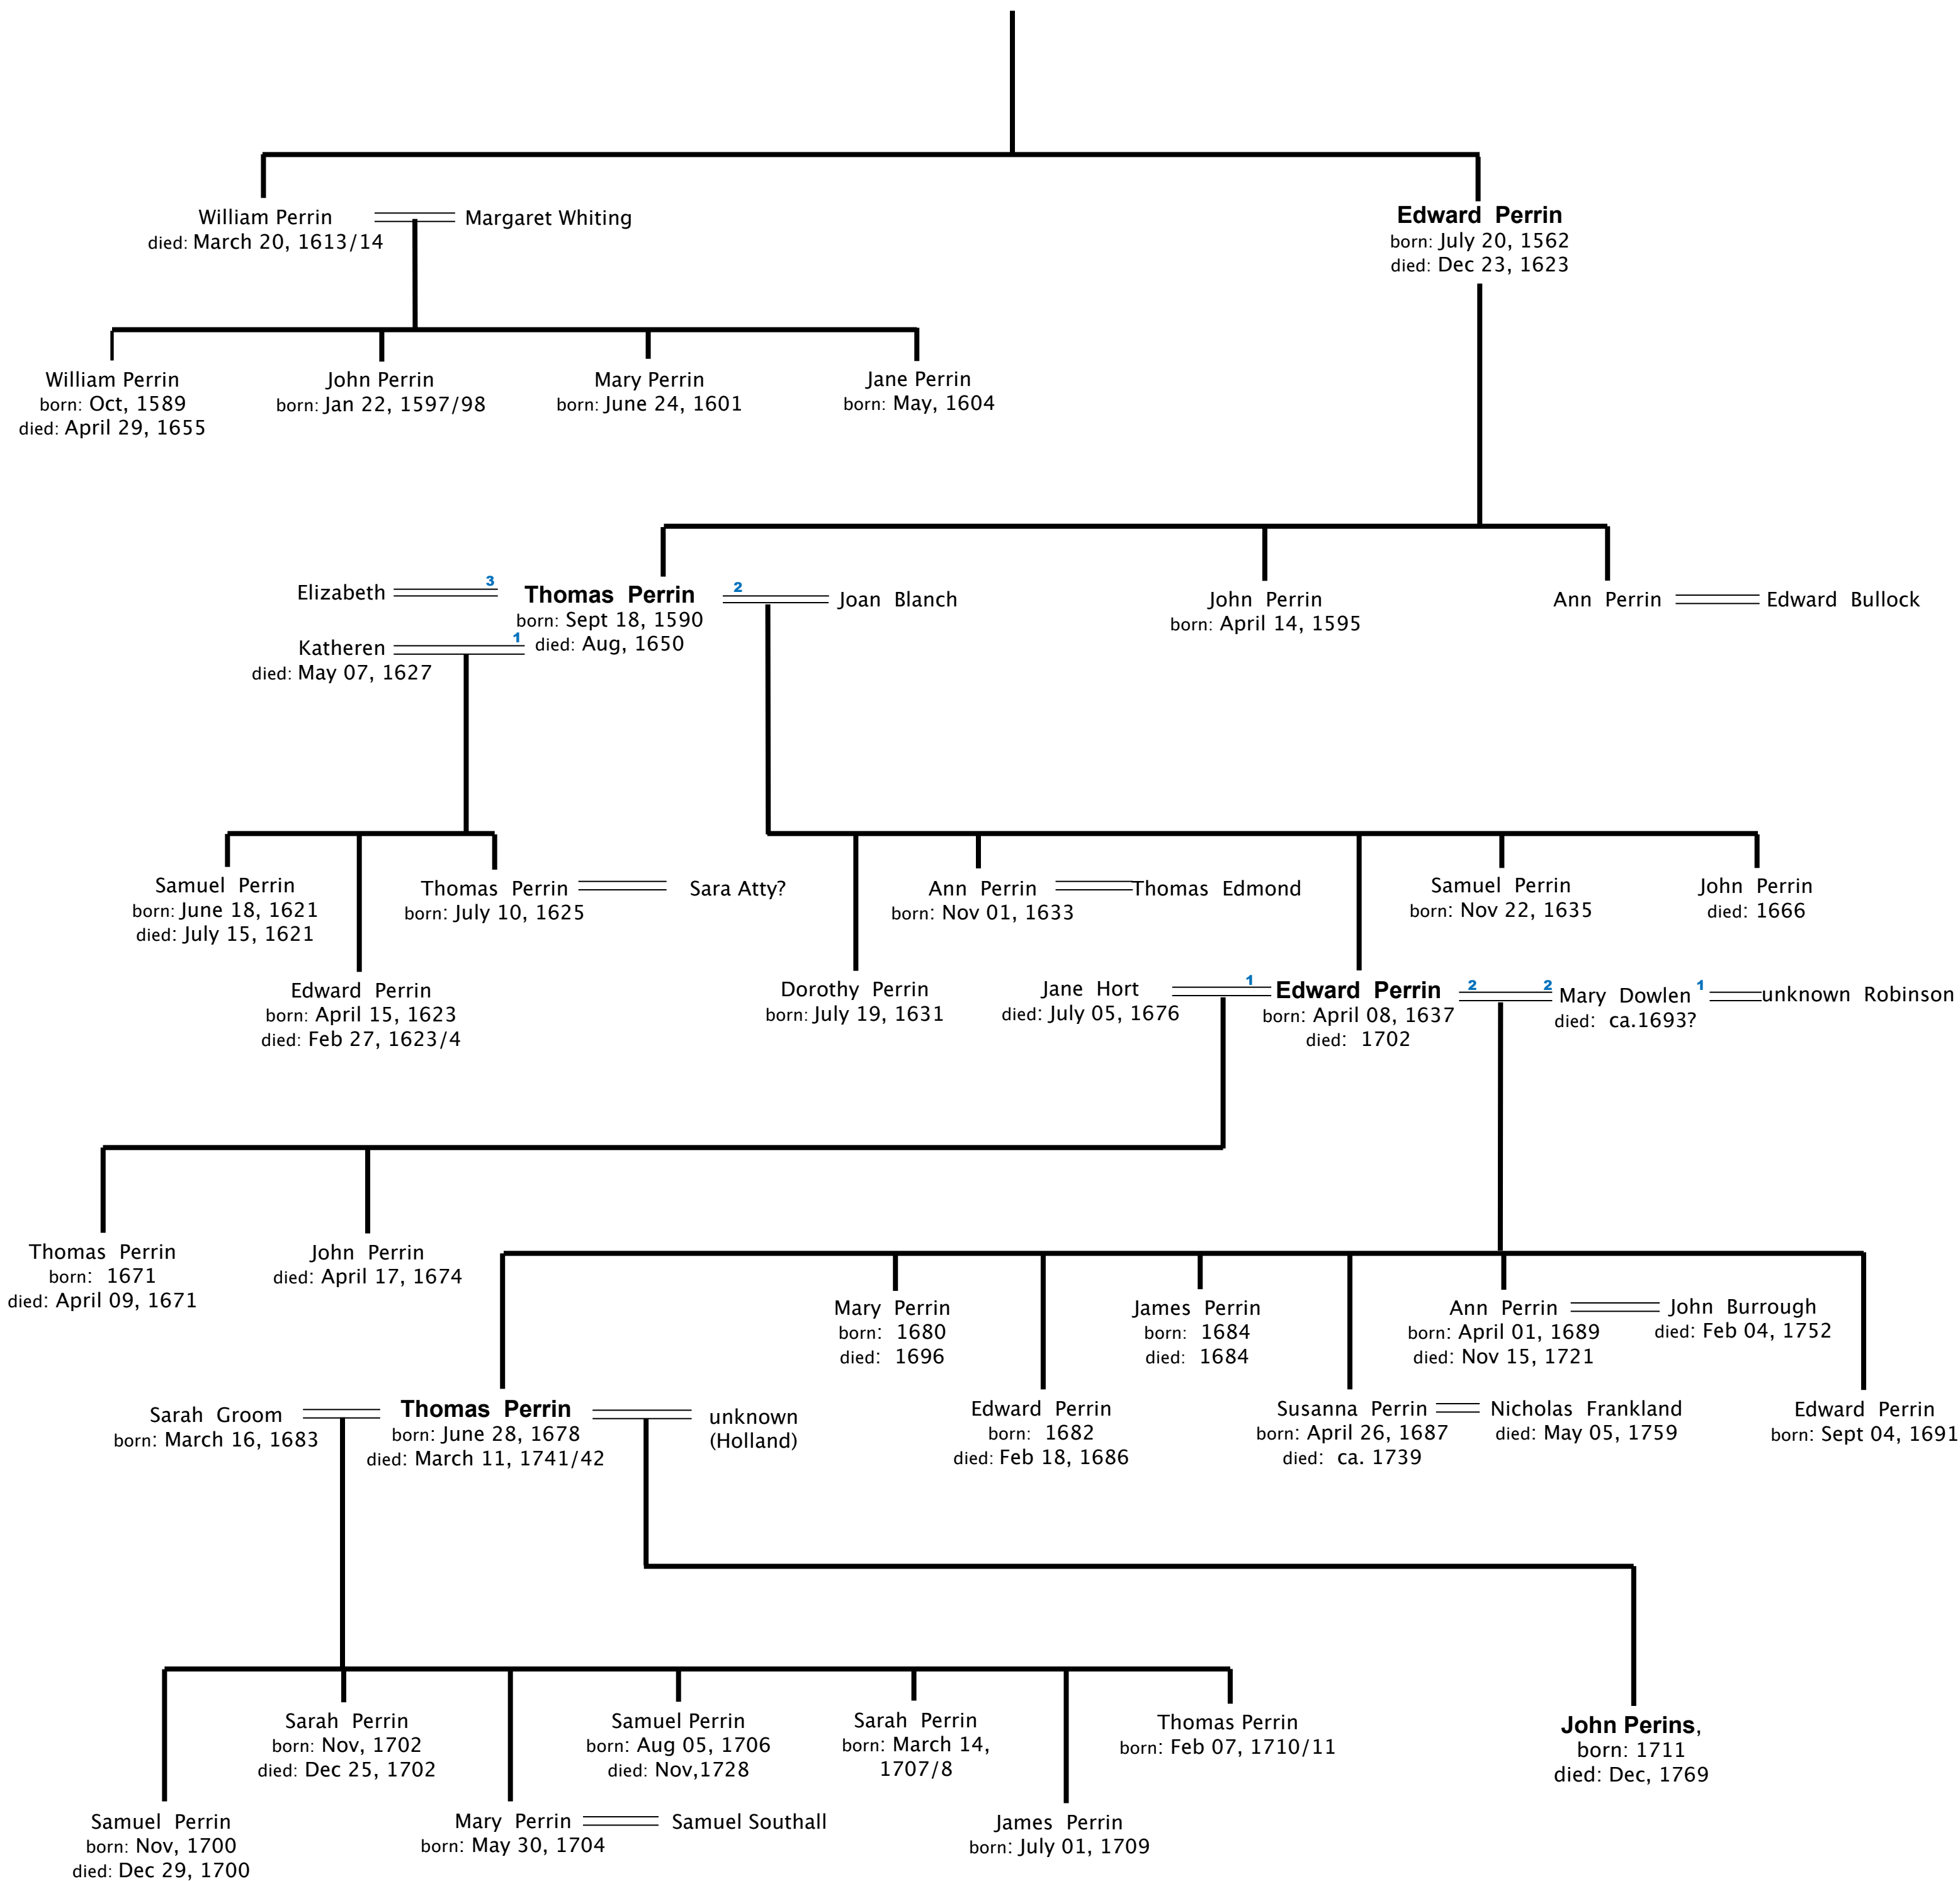 William Perrin
died: March 20, 1613/14
Margaret Whiting
Edward Perrin
born: July 20, 1562
died: Dec 23, 1623
William Perrin
born: Oct, 1589
died: April 29, 1655
John Perrin
born: Jan 22, 1597/98
Mary Perrin
born: June 24, 1601
Jane Perrin
born: May, 1604
Elizabeth
3
Thomas Perrin
born: Sept 18, 1590
died: Aug, 1650
2
Joan Blanch
Katheren
died: May 07, 1627
1
John Perrin
born: April 14, 1595
Ann Perrin
Edward Bullock
Samuel Perrin
born: June 18, 1621
died: July 15, 1621
Thomas Perrin
born: July 10, 1625
Sara Atty?
Ann Perrin
born: Nov 01, 1633
Thomas Edmond
Samuel Perrin
born: Nov 22, 1635
John Perrin
died: 1666
Edward Perrin
born: April 15, 1623
died: Feb 27, 1623/4
Dorothy Perrin
born: July 19, 1631
Jane Hort
died: July 05, 1676
1
Edward Perrin
born: April 08, 1637
died: 1702
2
2
Mary Dowlen
died: ca.1693?
1
unknown Robinson
Thomas Perrin
born: 1671
died: April 09, 1671
John Perrin
died: April 17, 1674
Mary Perrin
born: 1680
died: 1696
James Perrin
born: 1684
died: 1684
Ann Perrin
born: April 01, 1689
died: Nov 15, 1721
John Burrough
died: Feb 04, 1752
Sarah Groom
born: March 16, 1683
Thomas Perrin
born: June 28, 1678
died: March 11, 1741/42
unknown
(Holland)
Edward Perrin
born: 1682
died: Feb 18, 1686
Susanna Perrin
born: April 26, 1687
died: ca. 1739
Nicholas Frankland
died: May 05, 1759
Edward Perrin
born: Sept 04, 1691
Sarah Perrin
born: Nov, 1702
died: Dec 25, 1702
Samuel Perrin
born: Aug 05, 1706
died: Nov,1728
Sarah Perrin
born: March 14,
1707/8
Thomas Perrin
born: Feb 07, 1710/11
John Perins,
born: 1711
died: Dec, 1769
Samuel Perrin
born: Nov, 1700
died: Dec 29, 1700
Mary Perrin
born: May 30, 1704
Samuel Southall
James Perrin
born: July 01, 1709